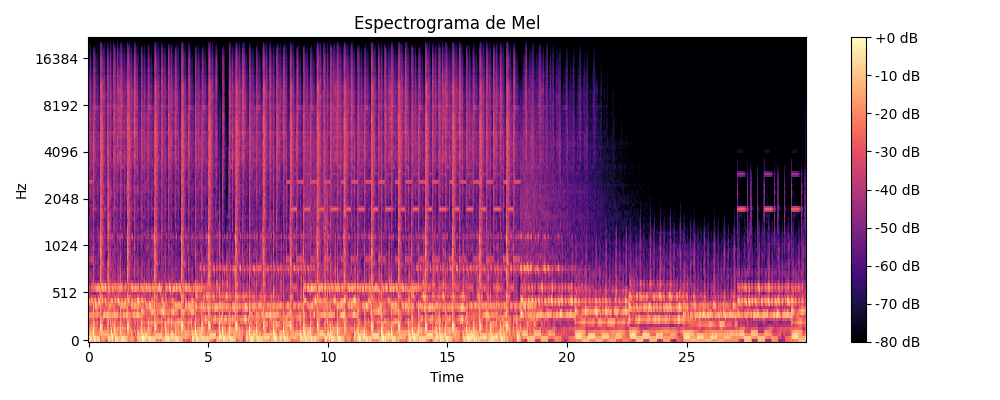 Espectrograma de Mel
Hz
16384
8192
4096
2048
1024
512
0
0 5 10 15 20 25
Time
+0 dB
-10 dB
-20 dB
-30 dB
-40 dB
-50 dB
-60 dB
-70 dB
-80 dB